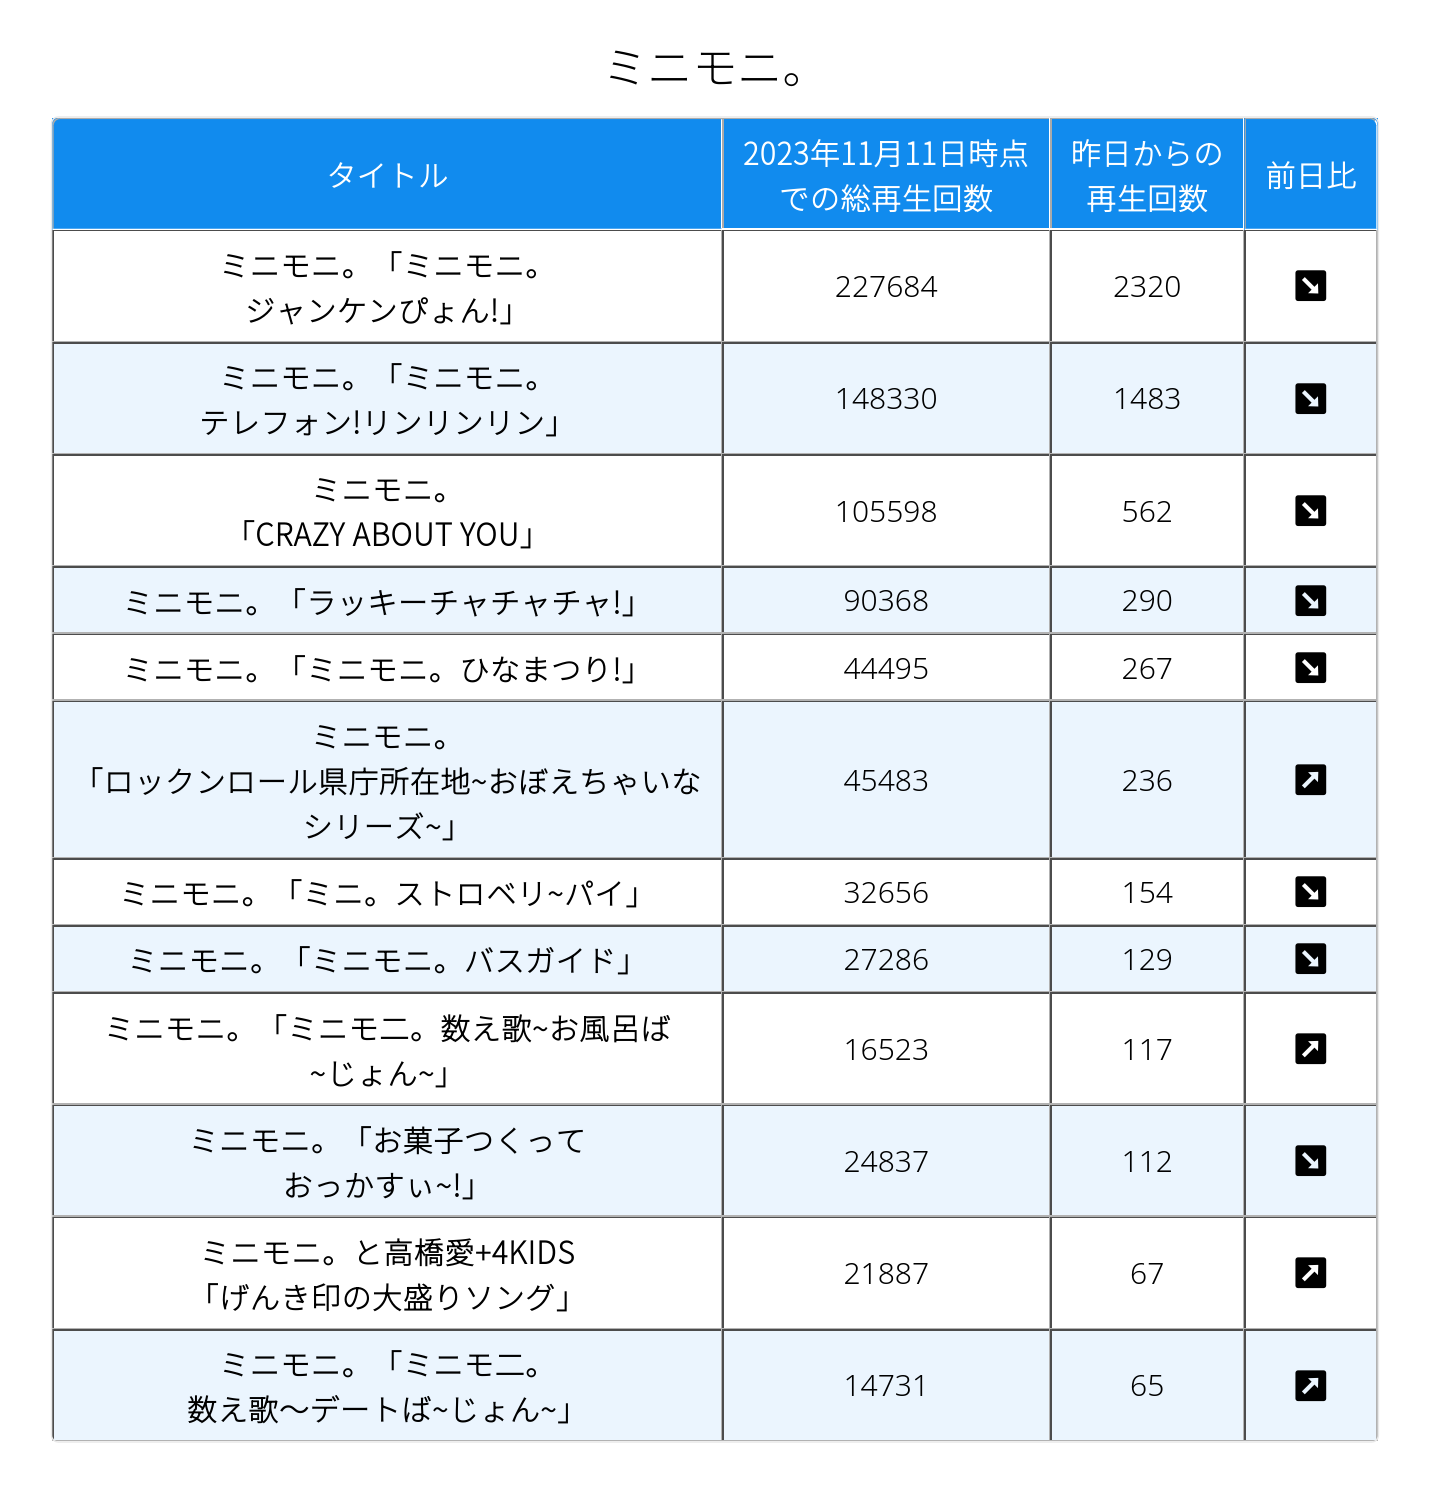 ミニモニ。
タイトル
2023年11月11日時点
での総再生回数
昨日からの
再生回数
前日比
ミニモニ。「ミニモニ。
ジャンケンぴょん!」
227684
2320
ミニモニ。「ミニモニ。
テレフォン!リンリンリン」
148330
1483
ミニモニ。
「CRAZY ABOUT YOU」
105598
562
ミニモニ。「ラッキーチャチャチャ!」
90368
290
ミニモニ。「ミニモニ。ひなまつり!」
44495
267
ミニモニ。
「ロックンロール県庁所在地~おぼえちゃいな
シリーズ~」
45483
236
ミニモニ。「ミニ。ストロベリ~パイ」
32656
154
ミニモニ。「ミニモニ。バスガイド」
27286
129
ミニモニ。「ミニモ二。数え歌~お風呂ば
~じょん~」
16523
117
ミニモニ。「お菓子つくって
おっかすぃ~!」
24837
112
ミニモニ。と高橋愛+4KIDS
「げんき印の大盛りソング」
21887
67
ミニモニ。「ミニモ二。
数え歌〜デートば~じょん~」
14731
65